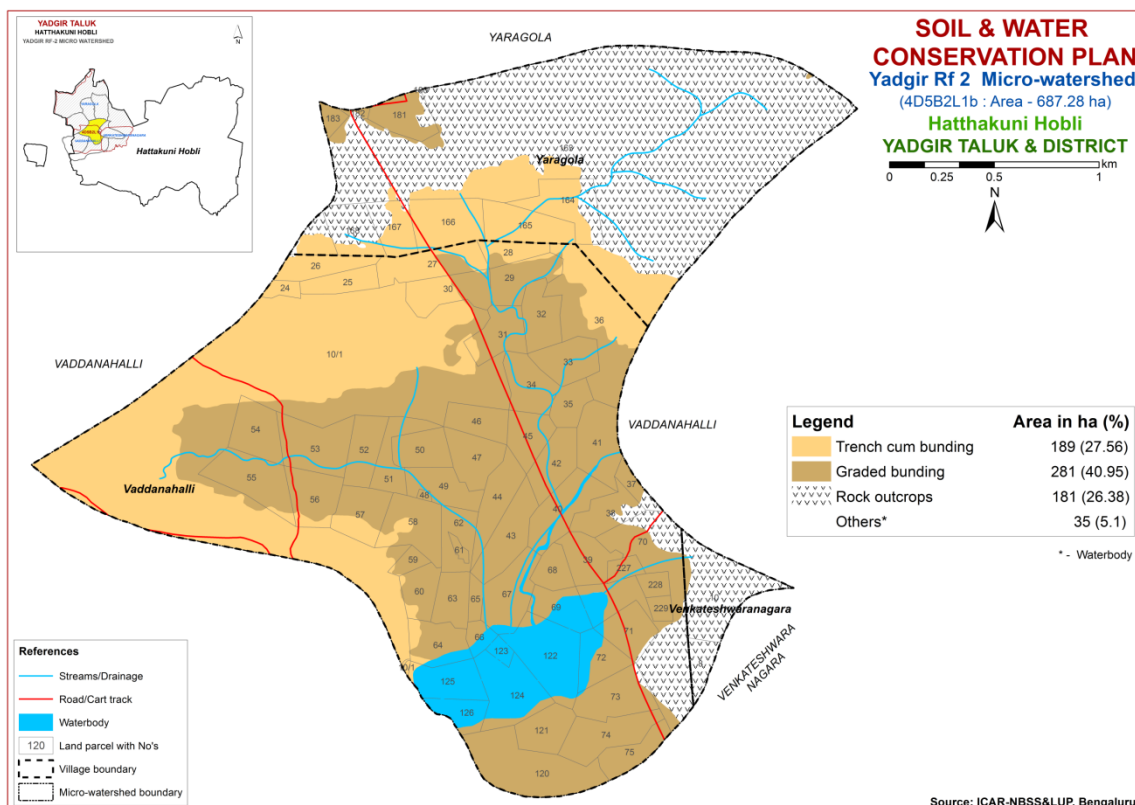 YADGIR TALUK
HATTHAKUNI HOBLI
YADGIR RF-2 MICRO WATERSHED
N
YARAGOLA
Hattakuni Hobli
SOIL & WATER
CONSERVATION PLAN
Yadgir Rf 2 Micro-watershed
(4D5B2L1b : Area - 687.28 ha)
Hatthakuni Hobli
YADGIR TALUK & DISTRICT
km
0 0.25 0.5 1
N
183
181
Yaragola
164
167
166
165
28
26
27
24
25
30
29
32
36
31
33
VADDANAHALLI
10/1
34
35
VADDANAHALLI
46
54
53
52
50
45
41
47
42
55
51
49
37
Vaddanahalli
56
48
44
57
58
62
38
43
61
39
70
59
68
227
60
63
65
67
228
69
229
Venkateshwaranagara
66
71
64
123
122
72
10/1
125
124
73
126
121
74
75
120
VENKATESHWARA
NAGARA
Legend Area in ha (%)
Trench cum bunding 189 (27.56)
Graded bunding 281 (40.95)
Rock outcrops 181 (26.38)
Others* 35 (5.1)
* - Waterbody
References
Streams/Drainage
Road/Cart track
Waterbody
120 Land parcel with No's
Village boundary
Micro-watershed boundary
Source: ICAR-NBSS&LUP, Bengaluru